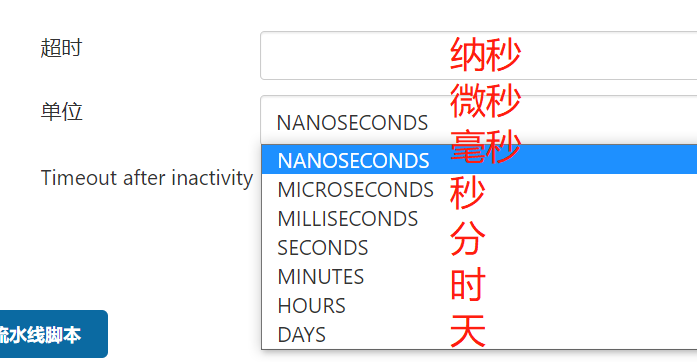 超时
纳秒
单位
微秒
NANOSECONDS
毫秒
NANOSECONDS
Timeout after inactivity
MICROSECONDS
秒
MILLISECONDS
SECONDS
分
MINUTES
时
HOURS
流水线脚本
DAYS
天